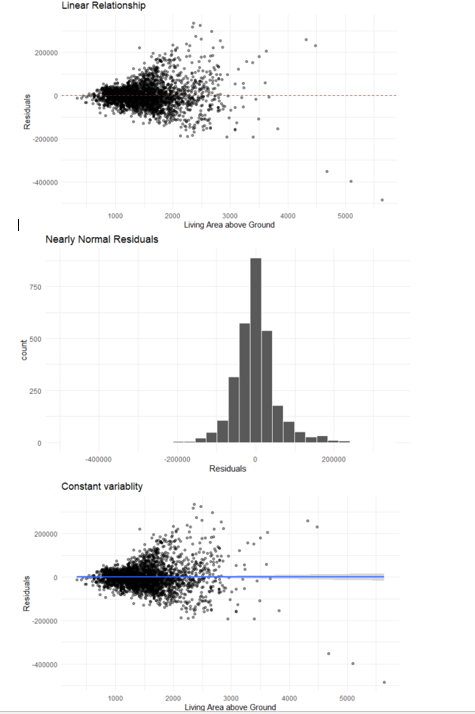 Linear Relationship
200000
0
-200000
-400000
Residuals
1000 2000 3000 4000 5000
Living Area above Ground
Nearly Normal Residuals
750
500
250
0
count
-400000 -200000 0 200000
Residuals
Constant variablity
200000
0
-200000
-400000
Residuals
1000 2000 3000 4000 5000
Living Area above Ground